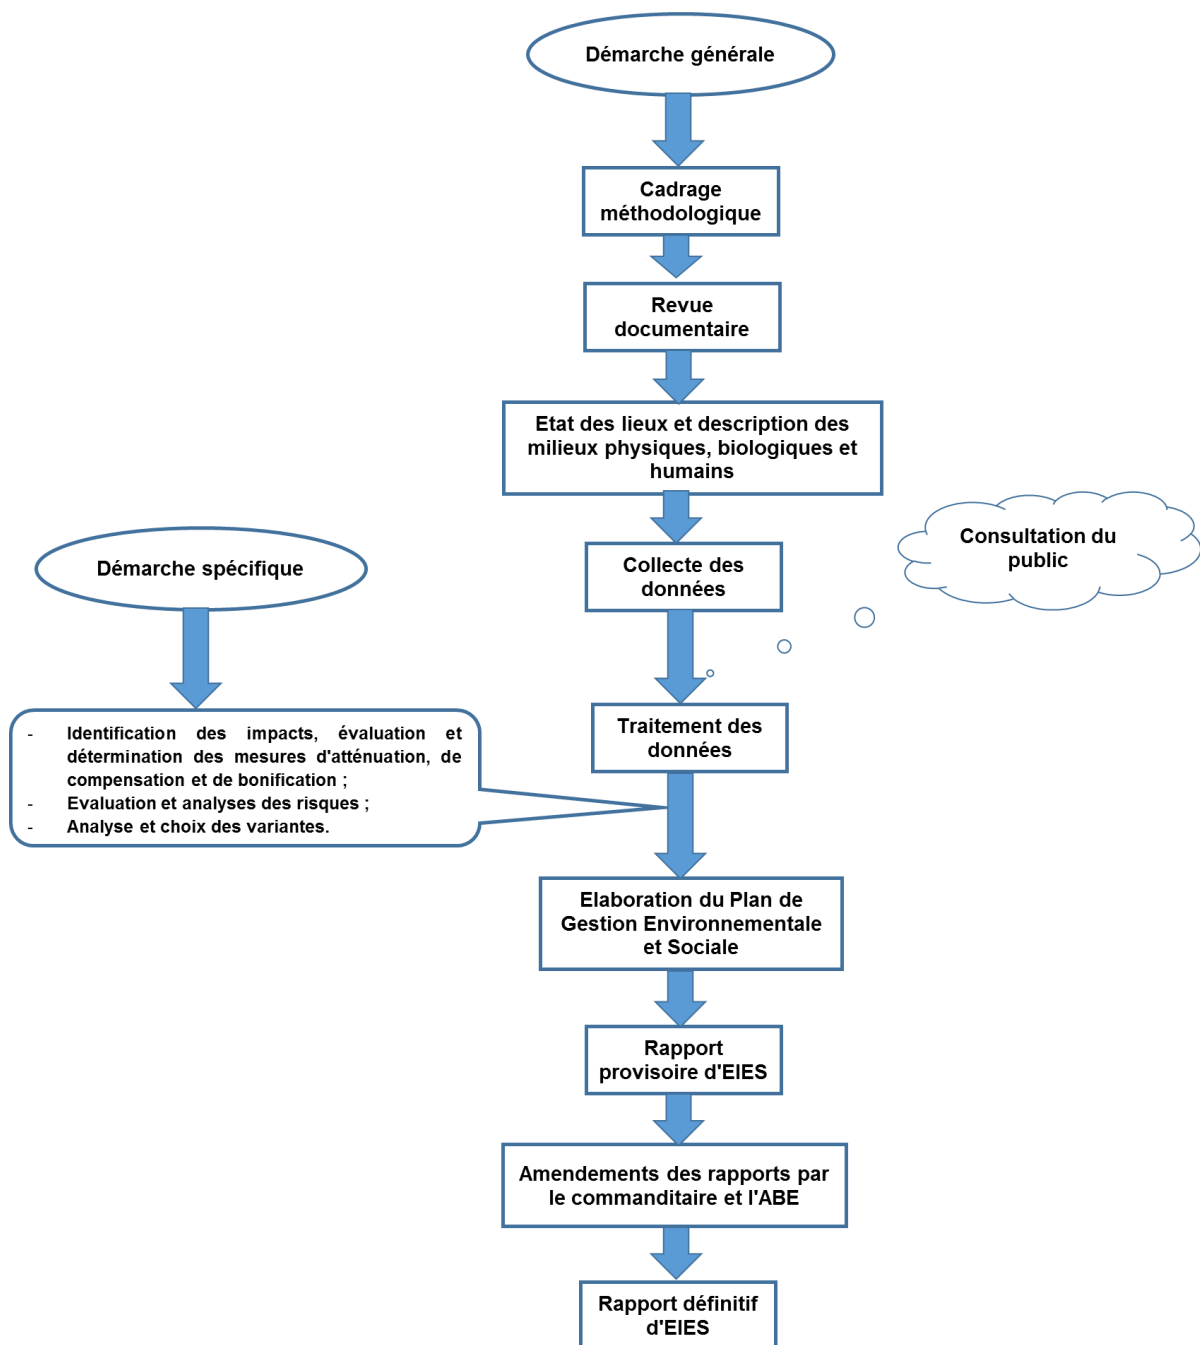 Démarche générale
Cadrage
méthodologique
Revue
documentaire
Etat des lieux et description des
milieux physiques, biologiques et
humains
Consultation du
public
Collecte des
données
Démarche spécifique
Traitement des
données
- Identification des impacts, évaluation et
détermination des mesures d'atténuation, de
compensation et de bonification ;
- Evaluation et analyses des risques ;
- Analyse et choix des variantes.
Elaboration du Plan de
Gestion Environnementale
et Sociale
Rapport
provisoire d'EIES
Amendements des rapports par
le commanditaire et l'ABE
Rapport définitif
d'EIES